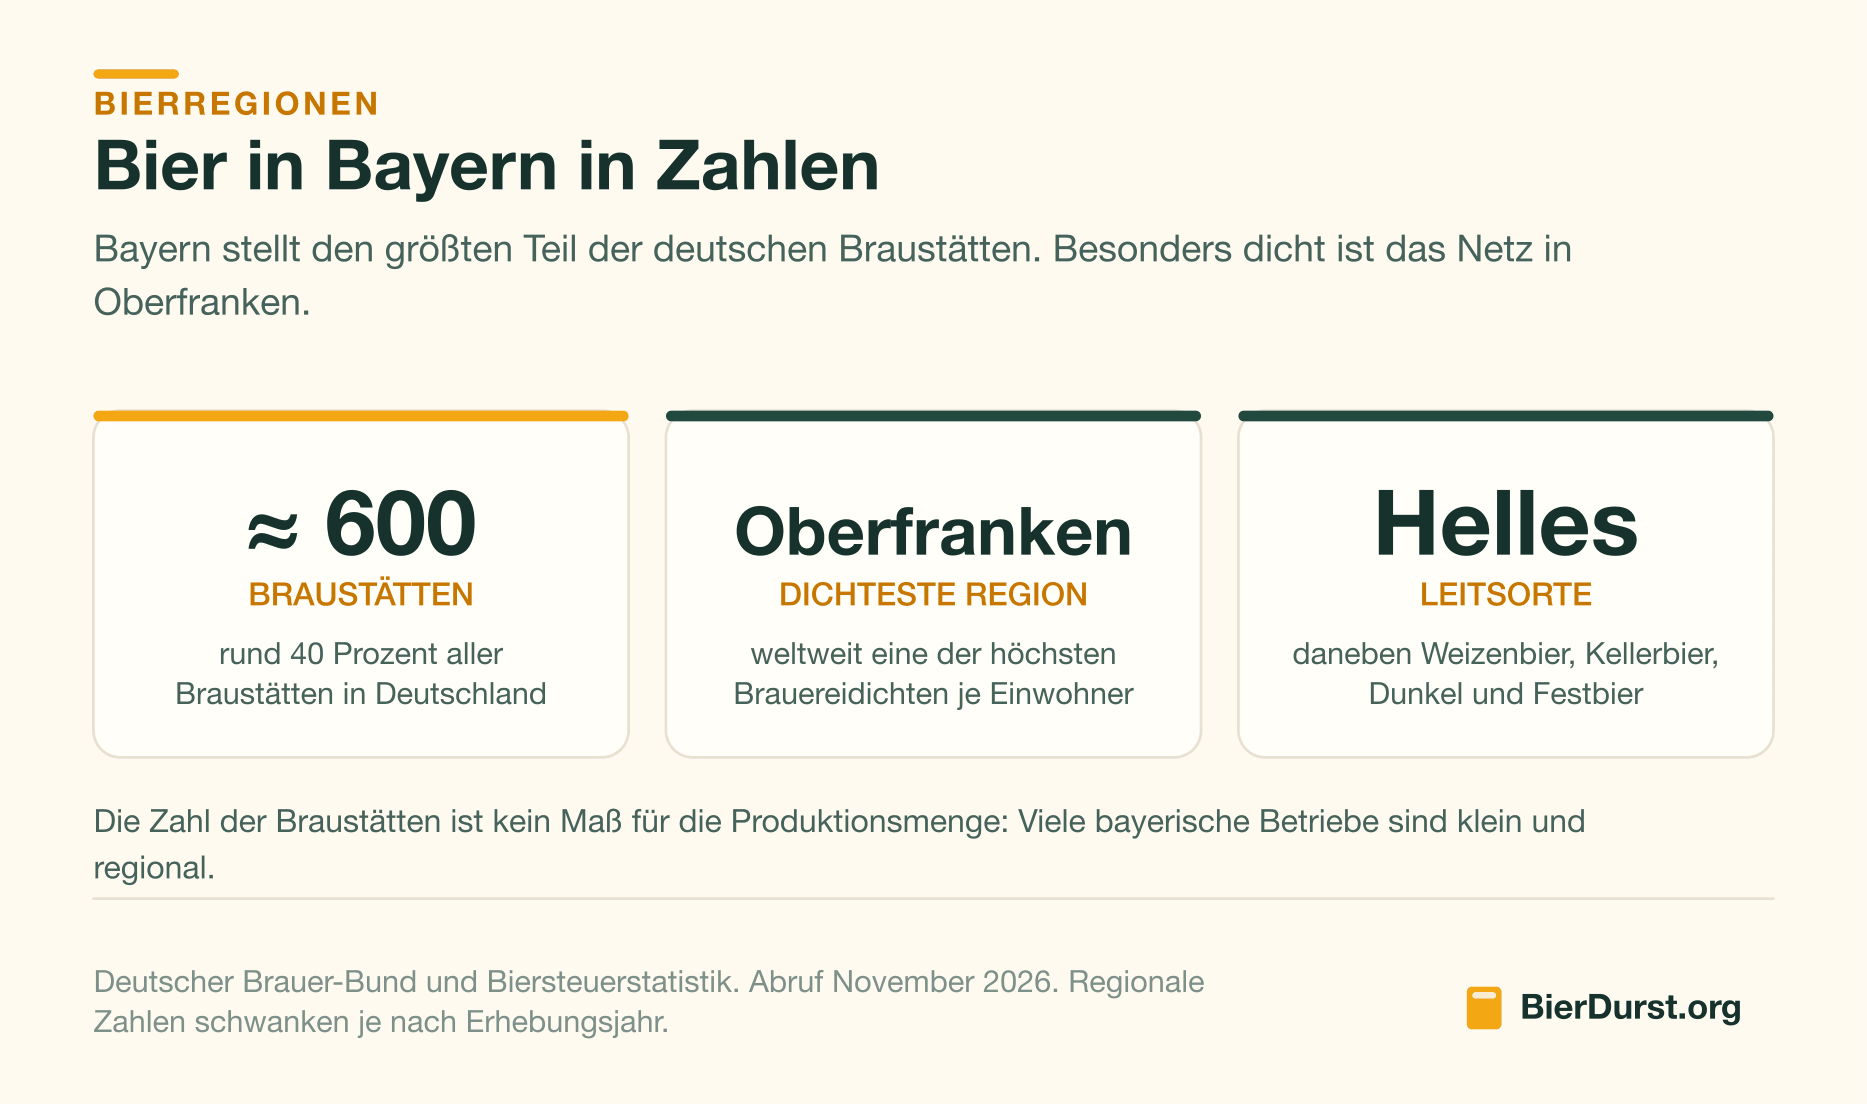 BIERREGIONEN
Bier in Bayern in Zahlen
Bayern stellt den größten Teil der deutschen Braustätten. Besonders dicht ist das Netz in
Oberfranken.
≈ 600
BRAUSTÄTTEN
rund 40 Prozent aller
Braustätten in Deutschland
Oberfranken
DICHTESTE REGION
weltweit eine der höchsten
Brauereidichten je Einwohner
Helles
LEITSORTE
daneben Weizenbier, Kellerbier,
Dunkel und Festbier
Die Zahl der Braustätten ist kein Maß für die Produktionsmenge: Viele bayerische Betriebe sind klein und
regional.
Deutscher Brauer-Bund und Biersteuerstatistik. Abruf November 2026. Regionale
Zahlen schwanken je nach Erhebungsjahr.
BierDurst.org